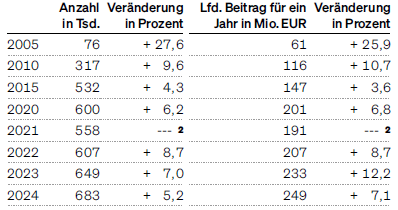 Anzahl Veränderung Lfd. Beitrag für ein Veränderung
in Tsd. in Prozent Jahr in Mio. EUR in Prozent
2005 76 + 27,6 61 + 25,9
2010 317 + 9,6 116 + 10,7
2015 532 + 4,3 147 + 3,6
2020 600 + 6,2 201 + 6,8
2021 558 --- 2 191 --- 2
2022 607 + 8,7 207 + 8,7
2023 649 + 7,0 233 + 12,2
2024 683 + 5,2 249 + 7,1